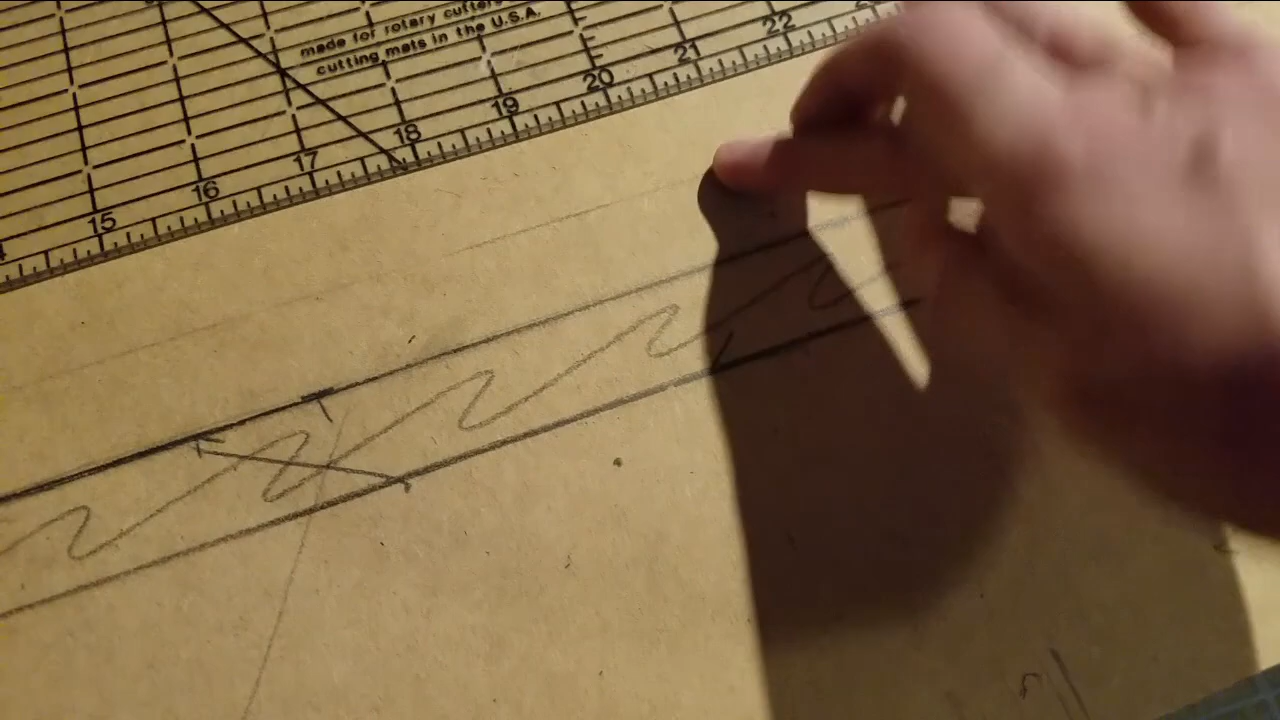 made for rotary cutters
cutting mats in the U.S.A.
15 16 17 18 19 20 21 22